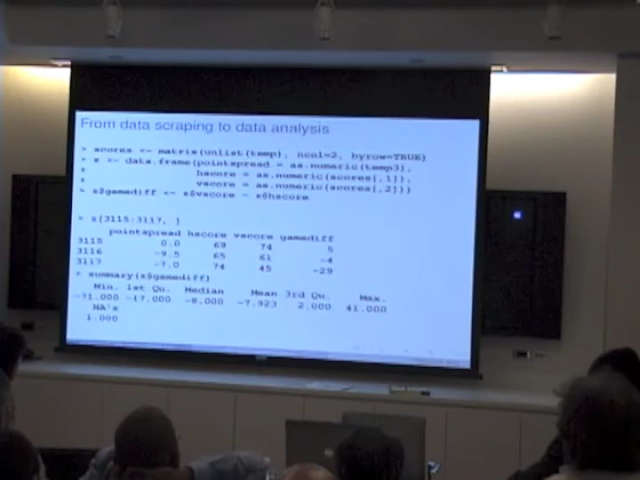 From data scraping to data analysis
> scores <- matrix(unlist(temp), ncol=2, byrow=TRUE)
> z <- data.frame(pointspread = as.numeric(temp3),
+ hscore = as.numeric(scores[,1]),
+ vscore = as.numeric(scores[,2]))
> z$gamediff <- z$vscore - z$hscore
> z[3115:3117, ]
pointspread hscore vscore gamediff
3115 0.0 69 74 5
3116 -9.5 65 61 -4
3117 -7.0 74 45 -29
> summary(z$gamediff)
Min. 1st Qu. Median Mean 3rd Qu. Max.
-71.000 -17.000 -8.000 -7.923 2.000 41.000
NA's
1.000